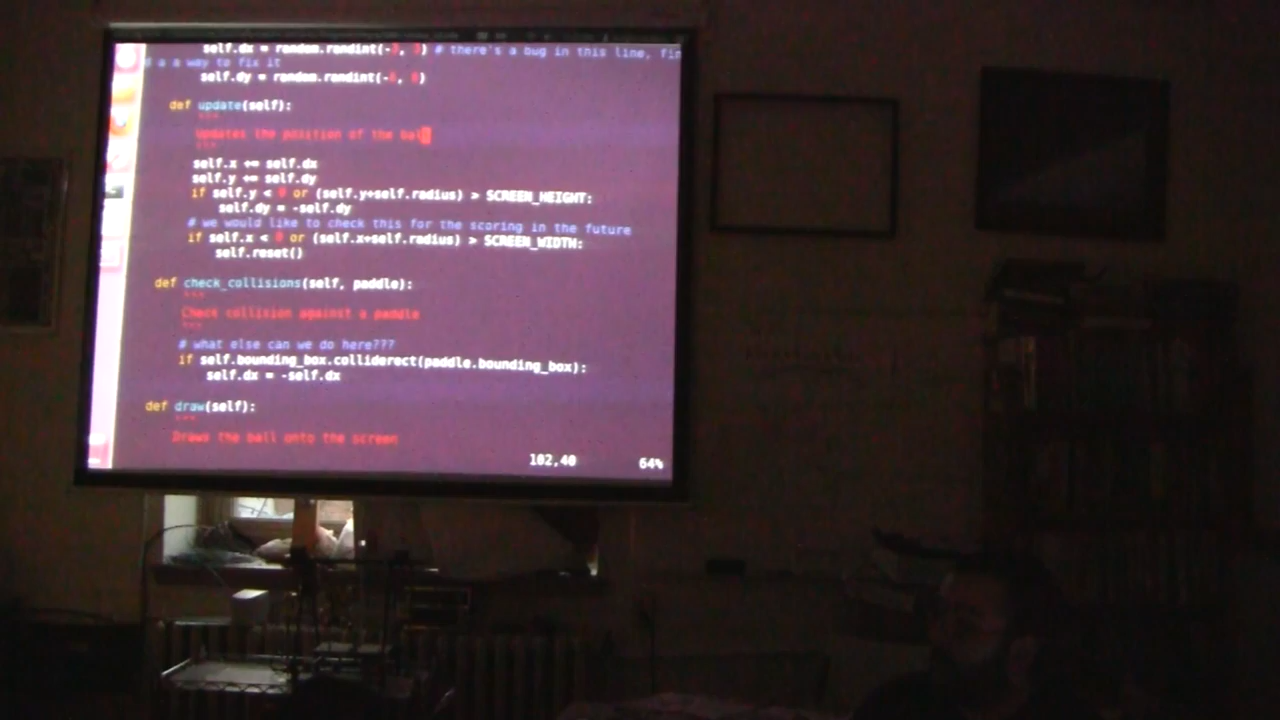 self.dx = random.randint(-3, 3) # there's a bug in this line, fin
d a a way to fix it
self.dy = random.randint(-
def update(self):
"""
Updates the position of the ball
"""
self.x += self.dx
self.y += self.dy
if self.y < 0 or (self.y+self.radius) > SCREEN_HEIGHT:
self.dy = -self.dy
# we would like to check this for the scoring in the future
if self.x < 0 or (self.x+self.radius) > SCREEN_WIDTH:
self.reset()
def check_collisions(self, paddle):
"""
Check collision against a paddle
"""
# what else can we do here???
if self.bounding_box.colliderect(paddle.bounding_box):
self.dx = -self.dx
def draw(self):
"""
Draws the ball onto the screen
102,40
64%